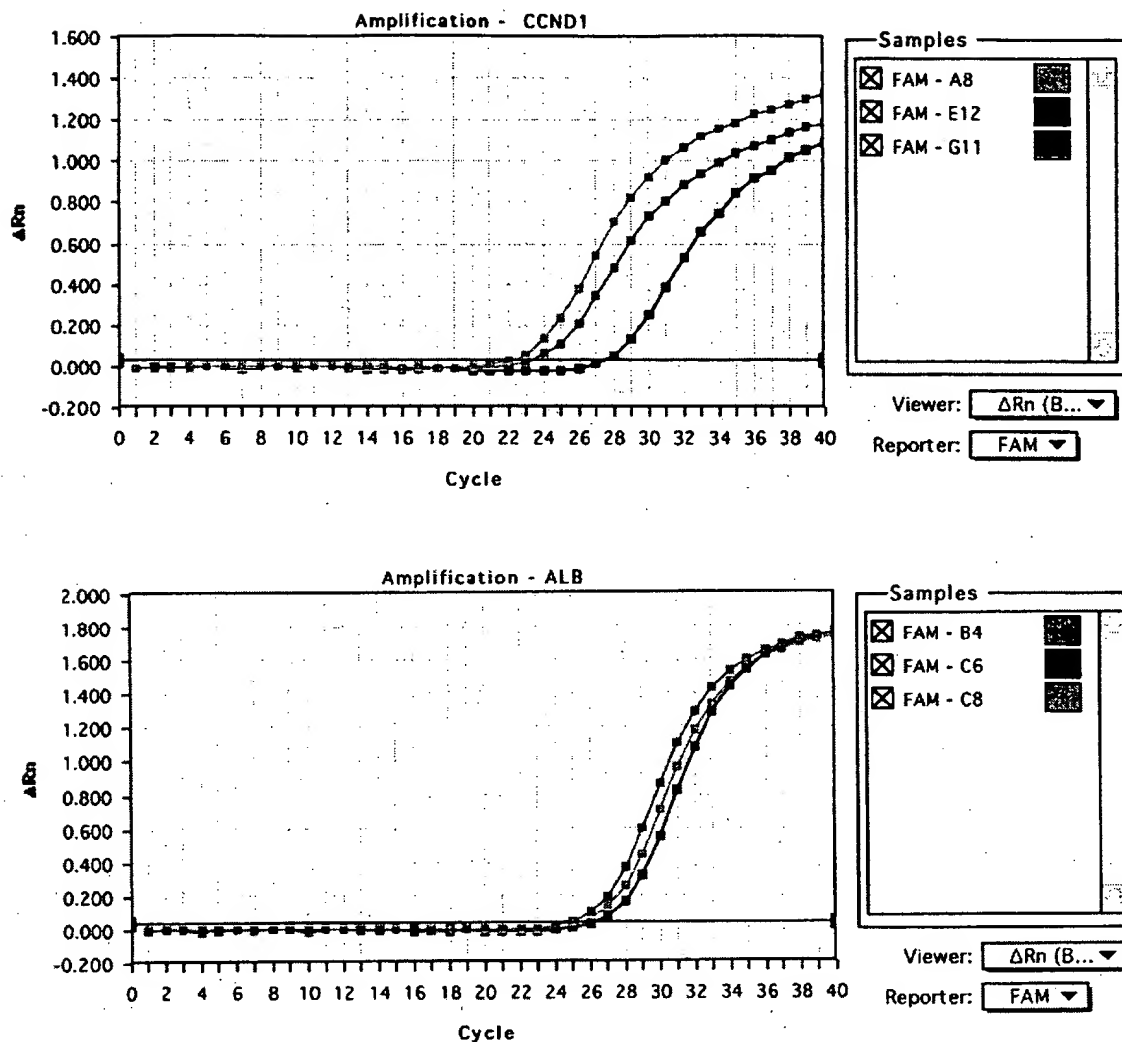 Amplification - CCND1
1.600
1.400
1.200
1.000
0.800
0.600
0.400
0.200
0.000
-0.200
ΔRn
0 2 4 6 8 10 12 14 16 18 20 22 24 26 28 30 32 34 36 38 40
Cycle
Samples
FAM - A8
FAM - E12
FAM - G11
Viewer: ΔRn (B...
Reporter: FAM
Amplification - ALB
2.000
1.800
1.600
1.400
1.200
1.000
0.800
0.600
0.400
0.200
0.000
-0.200
ΔRn
0 2 4 6 8 10 12 14 16 18 20 22 24 26 28 30 32 34 36 38 40
Cycle
Samples
FAM - B4
FAM - C6
FAM - C8
Viewer: ΔRn (B...
Reporter: FAM